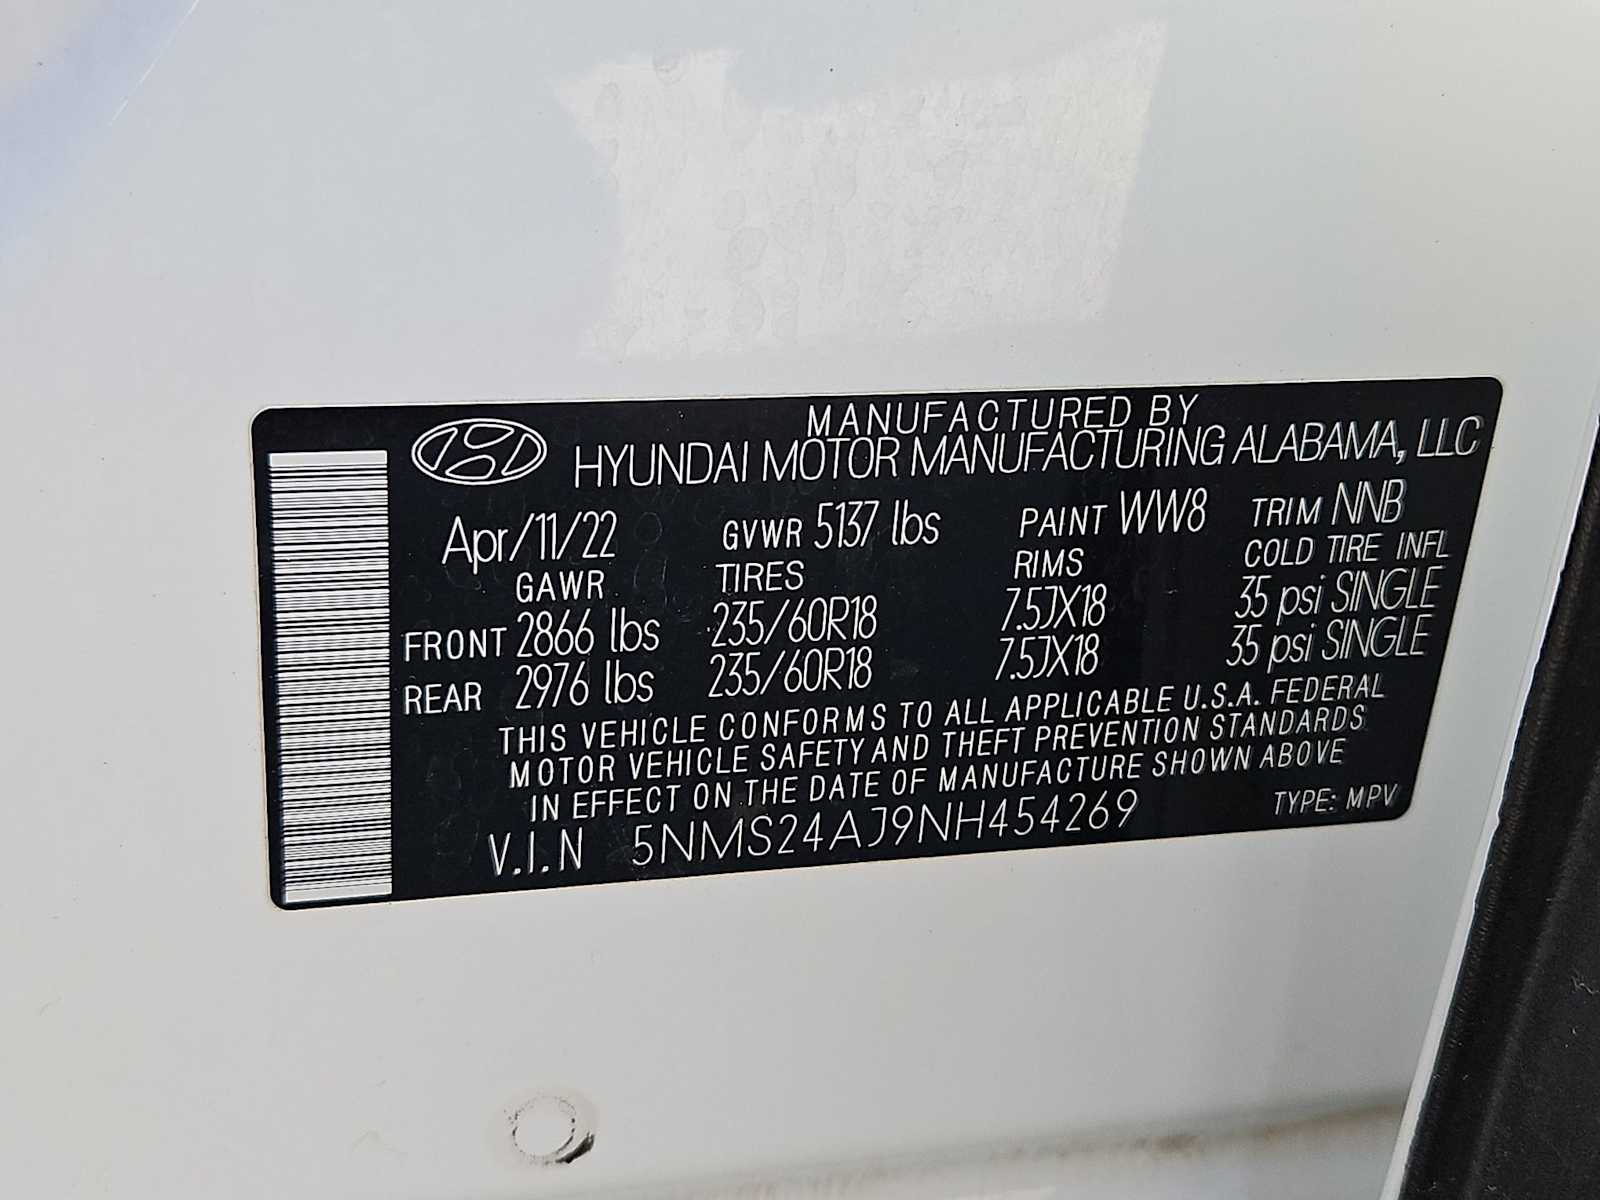 MANUFACTURED BY
HYUNDAI MOTOR MANUFACTURING ALABAMA, LLC
Apr/11/22 GVWR 5137 lbs PAINT WW8 TRIM NNB
GAWR TIRES RIMS COLD TIRE INFL
FRONT 2866 lbs 235/60R18 7.5JX18 35 psi SINGLE
REAR 2976 lbs 235/60R18 7.5JX18 35 psi SINGLE
THIS VEHICLE CONFORMS TO ALL APPLICABLE U.S.A. FEDERAL
MOTOR VEHICLE SAFETY AND THEFT PREVENTION STANDARDS
IN EFFECT ON THE DATE OF MANUFACTURE SHOWN ABOVE
V.I.N 5NMS24AJ9NH454269 TYPE: MPV